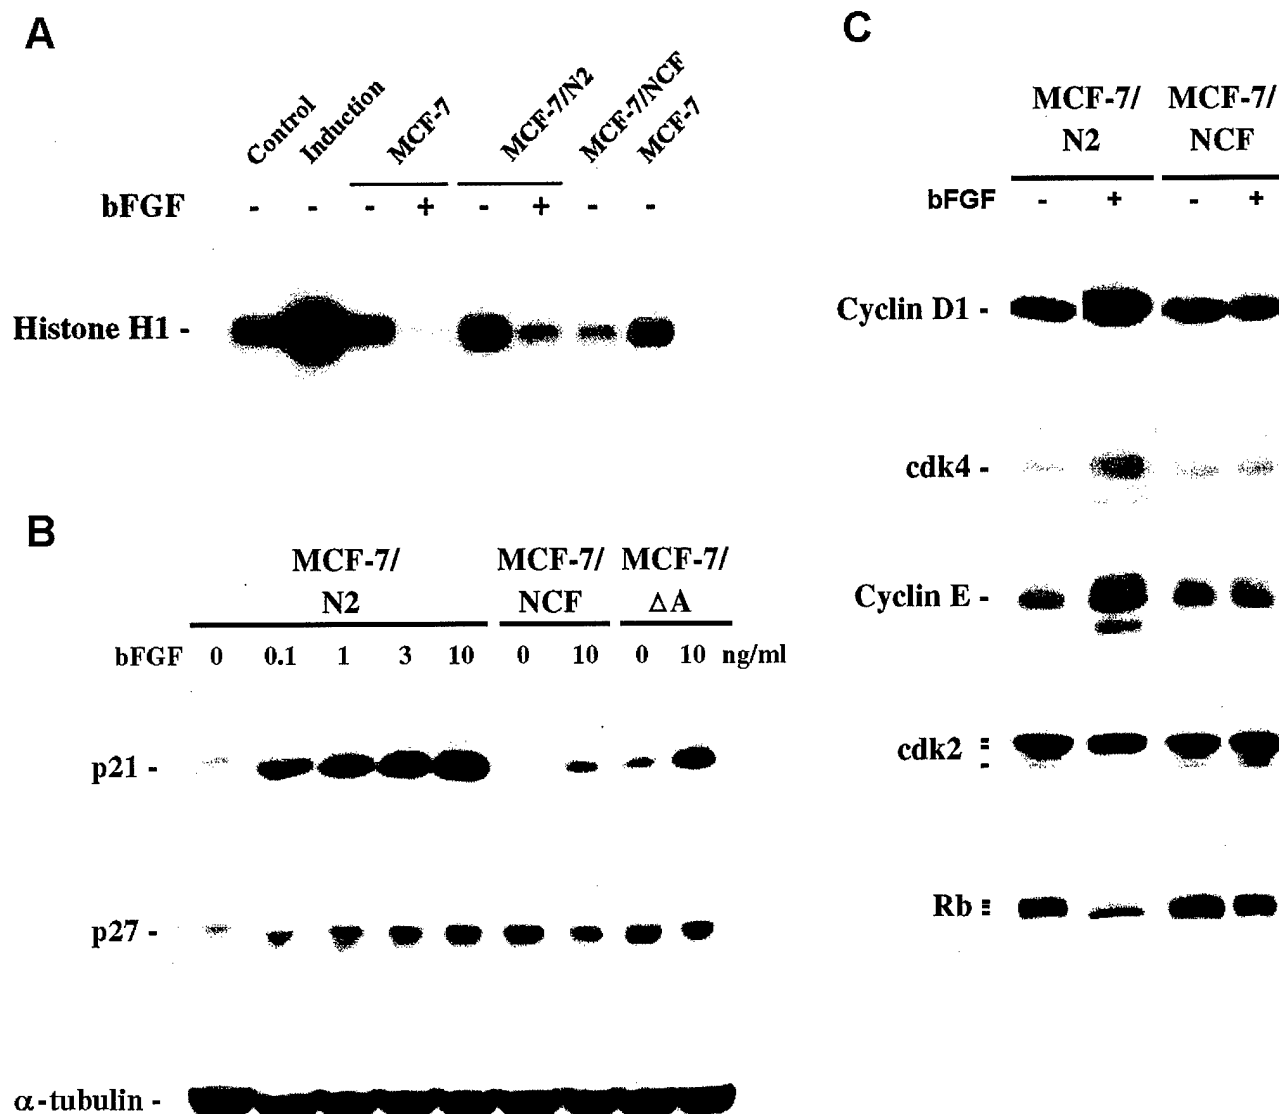 A
Control
Induction
MCF-7
MCF-7/N2
MCF-7/NCF
MCF-7
bFGF - - - + - + - -
Histone H1 -
B
MCF-7/ MCF-7/ MCF-7/
N2 NCF △A
bFGF 0 0.1 1 3 10 0 10 0 10 ng/ml
p21 -
p27 -
α-tubulin -
C
MCF-7/ MCF-7/
N2 NCF
bFGF - + - +
Cyclin D1 -
cdk4 -
Cyclin E -
cdk2
Rb